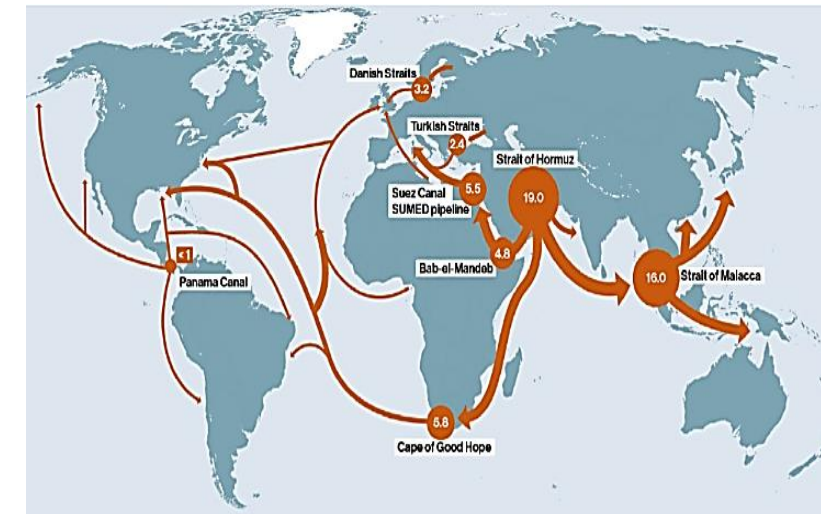 Danish Straits
3.2
Turkish Straits
2.4
Strait of Hormuz
19.0
Suez Canal
SUMED pipeline
5.5
4.8
Bab-el-Mandeb
<1
Panama Canal
16.0
Strait of Malacca
5.8
Cape of Good Hope